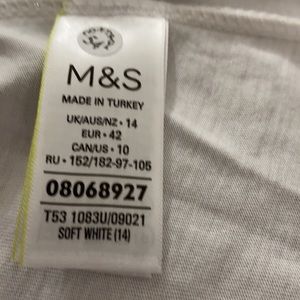 M&S
MADE IN TURKEY
UK/AUS/NZ • 14
EUR • 42
CAN/US • 10
RU • 152/182-97-105
08068927
T53 1083U/09021
SOFT WHITE (14)